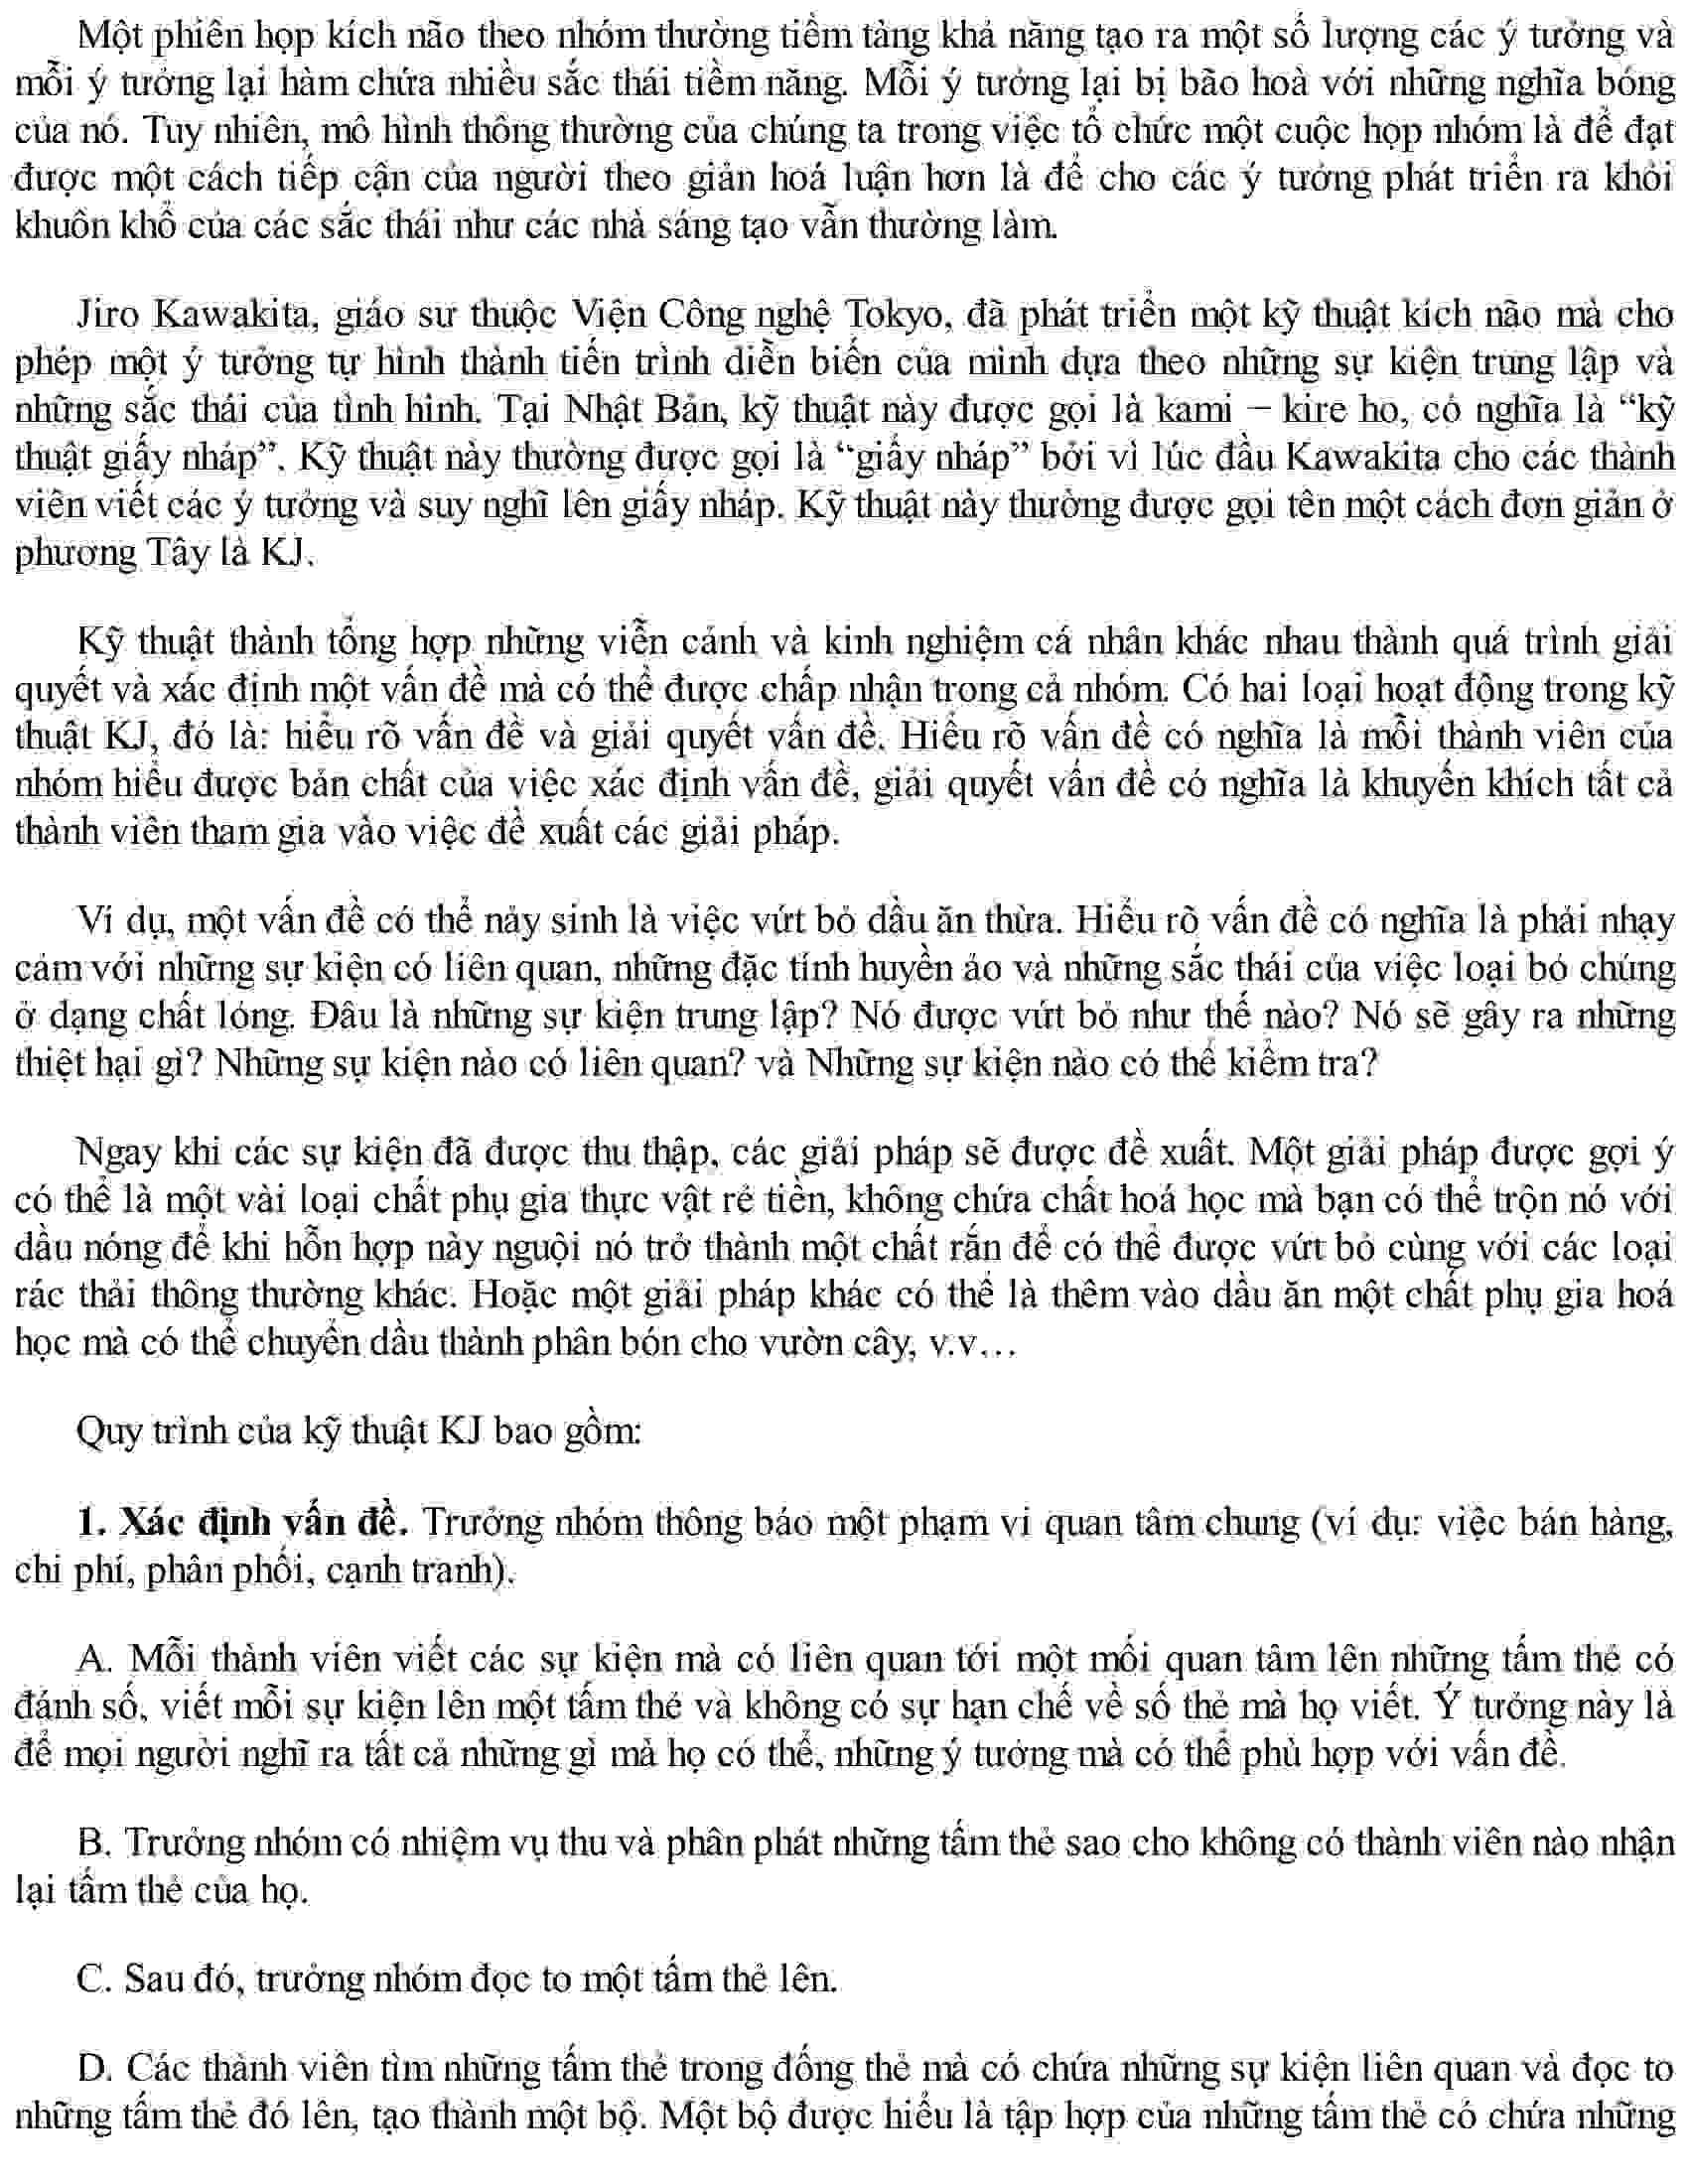 Một phiên họp kích não theo nhóm thường tiềm tàng khả năng tạo ra một số lượng các ý tưởng và
mỗi ý tưởng lại hàm chứa nhiều sắc thái tiềm năng. Mỗi ý tưởng lại bị bão hoà với những nghĩa bóng
của nó. Tuy nhiên, mô hình thông thường của chúng ta trong việc tổ chức một cuộc họp nhóm là để đạt
được một cách tiếp cận của người theo giản hoá luận hơn là để cho các ý tưởng phát triển ra khỏi
khuôn khổ của các sắc thái như các nhà sáng tạo vẫn thường làm.
Jiro Kawakita, giáo sư thuộc Viện Công nghệ Tokyo, đã phát triển một kỹ thuật kích não mà cho
phép một ý tưởng tự hình thành tiến trình diễn biến của mình dựa theo những sự kiện trung lập và
những sắc thái của tình hình. Tại Nhật Bản, kỹ thuật này được gọi là kami – kire ho, có nghĩa là “kỹ
thuật giấy nháp”. Kỹ thuật này thường được gọi là “giấy nháp” bởi vì lúc đầu Kawakita cho các thành
viên viết các ý tưởng và suy nghĩ lên giấy nháp. Kỹ thuật này thường được gọi tên một cách đơn giản ở
phương Tây là KJ.
Kỹ thuật thành tổng hợp những viễn cảnh và kinh nghiệm cá nhân khác nhau thành quá trình giải
quyết và xác định một vấn đề mà có thể được chấp nhận trong cả nhóm. Có hai loại hoạt động trong kỹ
thuật KJ, đó là: hiểu rõ vấn đề và giải quyết vấn đề. Hiểu rõ vấn đề có nghĩa là mỗi thành viên của
nhóm hiểu được bản chất của việc xác định vấn đề, giải quyết vấn đề có nghĩa là khuyến khích tất cả
thành viên tham gia vào việc đề xuất các giải pháp.
Ví dụ, một vấn đề có thể nảy sinh là việc vứt bỏ dầu ăn thừa. Hiểu rõ vấn đề có nghĩa là phải nhạy
cảm với những sự kiện có liên quan, những đặc tính huyền ảo và những sắc thái của việc loại bỏ chúng
ở dạng chất lỏng. Đâu là những sự kiện trung lập? Nó được vứt bỏ như thế nào? Nó sẽ gây ra những
thiệt hại gì? Những sự kiện nào có liên quan? và Những sự kiện nào có thể kiểm tra?
Ngay khi các sự kiện đã được thu thập, các giải pháp sẽ được đề xuất. Một giải pháp được gợi ý
có thể là một vài loại chất phụ gia thực vật rẻ tiền, không chứa chất hoá học mà bạn có thể trộn nó với
dầu nóng để khi hỗn hợp này nguội nó trở thành một chất rắn để có thể được vứt bỏ cùng với các loại
rác thải thông thường khác. Hoặc một giải pháp khác có thể là thêm vào dầu ăn một chất phụ gia hoá
học mà có thể chuyển dầu thành phân bón cho vườn cây, v.v…
Quy trình của kỹ thuật KJ bao gồm:
1. Xác định vấn đề. Trưởng nhóm thông báo một phạm vi quan tâm chung (ví dụ: việc bán hàng,
chi phí, phân phối, cạnh tranh).
A. Mỗi thành viên viết các sự kiện mà có liên quan tới một mối quan tâm lên những tấm thẻ có
đánh số, viết mỗi sự kiện lên một tấm thẻ và không có sự hạn chế về số thẻ mà họ viết. Ý tưởng này là
để mọi người nghĩ ra tất cả những gì mà họ có thể, những ý tưởng mà có thể phù hợp với vấn đề.
B. Trưởng nhóm có nhiệm vụ thu và phân phát những tấm thẻ sao cho không có thành viên nào nhận
lại tấm thẻ của họ.
C. Sau đó, trưởng nhóm đọc to một tấm thẻ lên.
D. Các thành viên tìm những tấm thẻ trong đống thẻ mà có chứa những sự kiện liên quan và đọc to
những tấm thẻ đó lên, tạo thành một bộ. Một bộ được hiểu là tập hợp của những tấm thẻ có chứa những